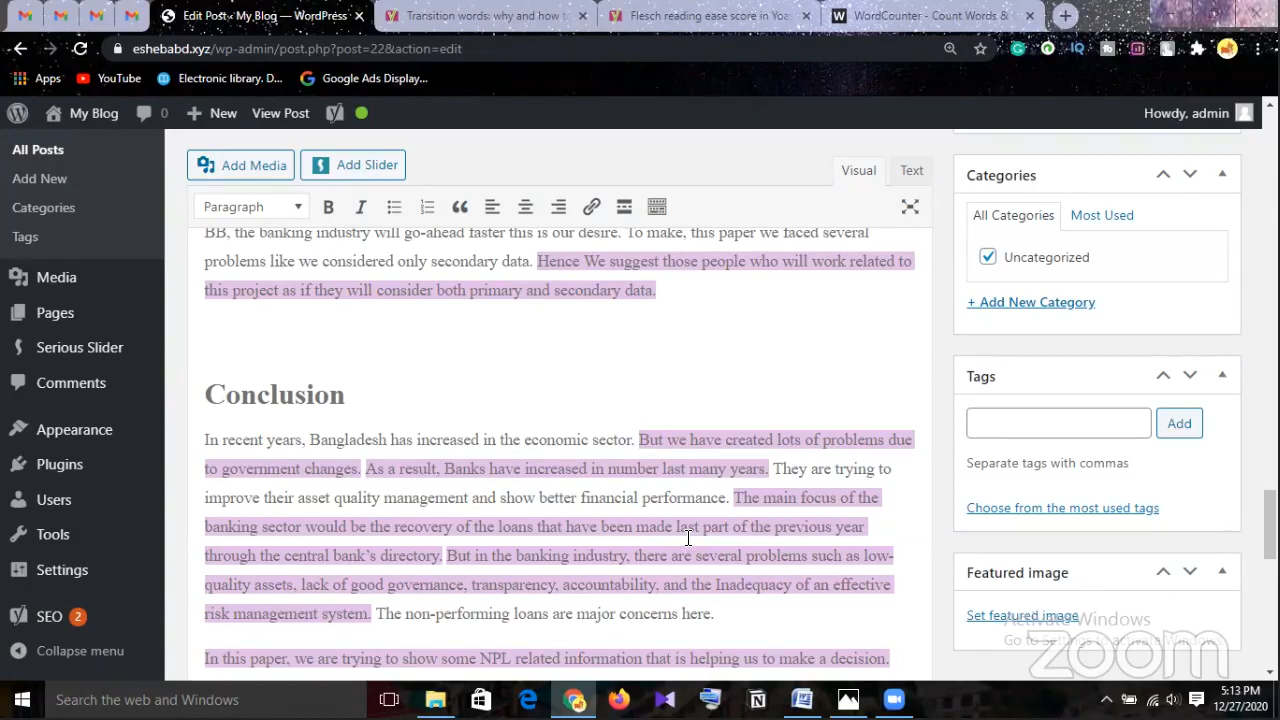 Edit Post ‹ My Blog — WordPress
Transition words: why and how to
Flesch reading ease score in Yoa
WordCounter - Count Words &
eshebabd.xyz/wp-admin/post.php?post=22&action=edit
Apps
YouTube
Electronic library. D...
Google Ads Display...
My Blog
0
New
View Post
Howdy, admin
All Posts
Add New
Categories
Tags
Media
Pages
Serious Slider
Comments
Appearance
Plugins
Users
Tools
Settings
SEO 2
Collapse menu
Add Media
Add Slider
Visual
Text
Paragraph
B
I
BB, the banking industry will go-ahead faster this is our desire. To make, this paper we faced several
problems like we considered only secondary data. Hence We suggest those people who will work related to
this project as if they will consider both primary and secondary data.
Conclusion
In recent years, Bangladesh has increased in the economic sector. But we have created lots of problems due
to government changes. As a result, Banks have increased in number last many years. They are trying to
improve their asset quality management and show better financial performance. The main focus of the
banking sector would be the recovery of the loans that have been made last part of the previous year
through the central bank’s directory. But in the banking industry, there are several problems such as low-
quality assets, lack of good governance, transparency, accountability, and the Inadequacy of an effective
risk management system. The non-performing loans are major concerns here.
In this paper, we are trying to show some NPL related information that is helping us to make a decision.
Categories
All Categories
Most Used
Uncategorized
+ Add New Category
Tags
Add
Separate tags with commas
Choose from the most used tags
Featured image
Set featured image
Activate Windows
Go to Settings to activate Windows.
zoom
Search the web and Windows
5:13 PM
12/27/2020